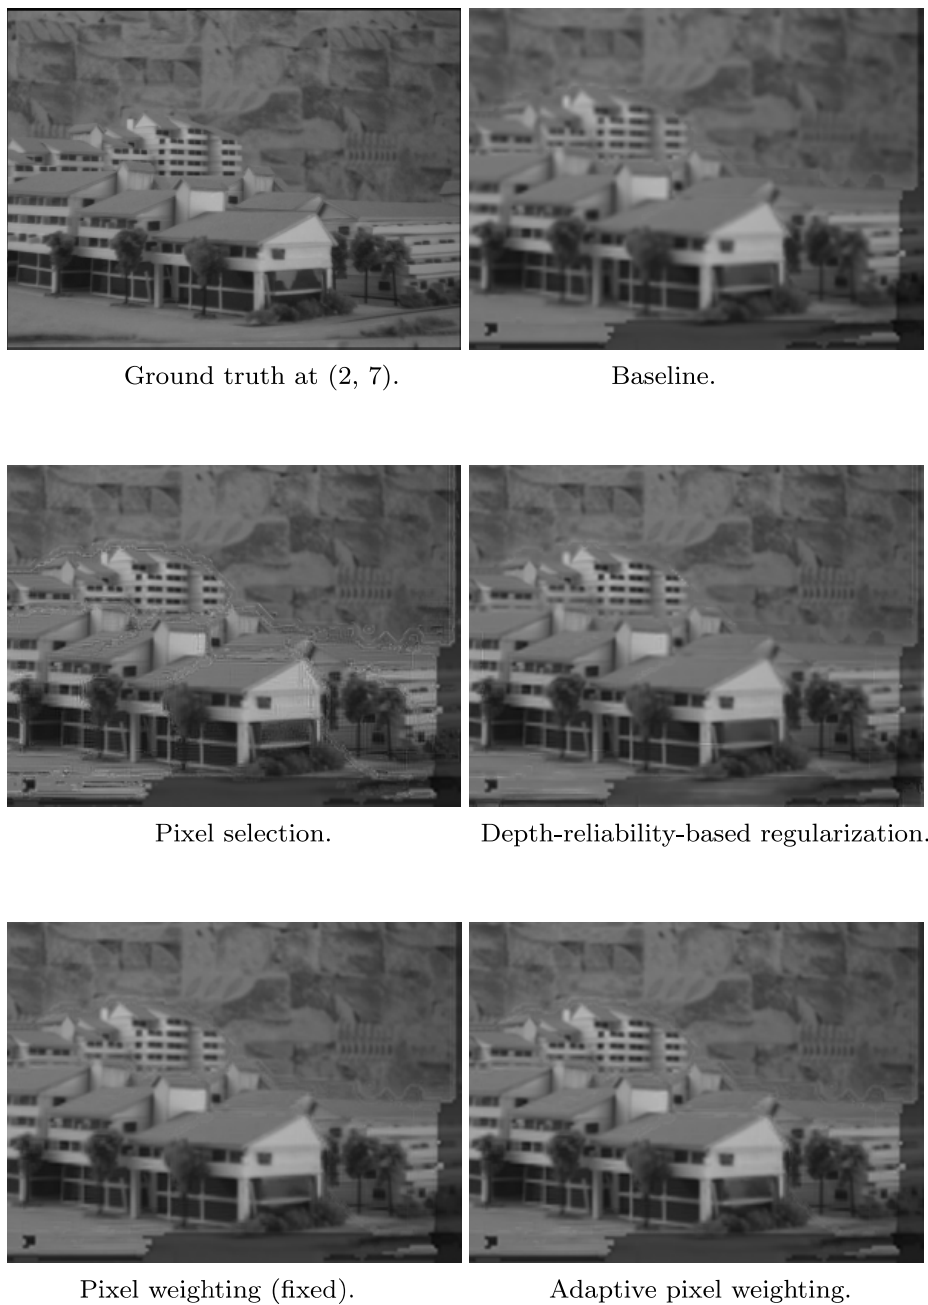 Ground truth at (2, 7).
Baseline.
Pixel selection.
Depth-reliability-based regularization.
Pixel weighting (fixed).
Adaptive pixel weighting.